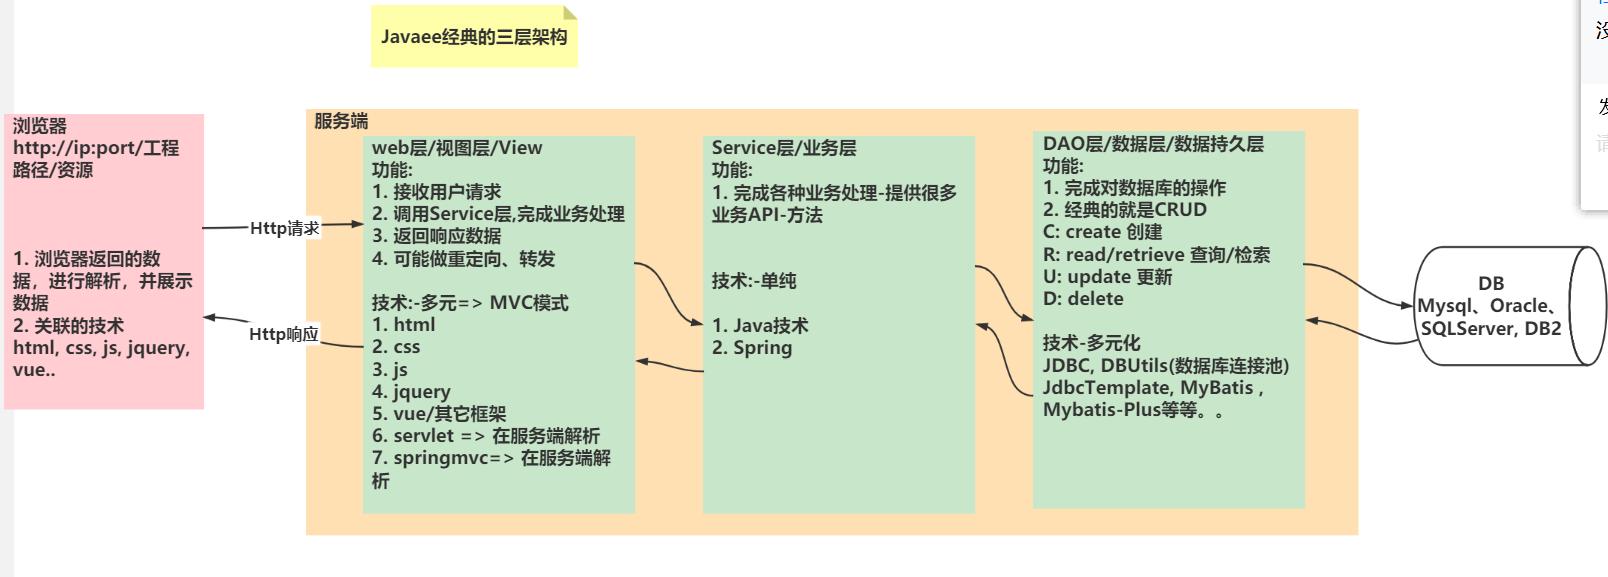 Javaee经典的三层架构
浏览器
http://ip:port/工程
路径/资源
1. 浏览器返回的数
据，进行解析，并展示
数据
2. 关联的技术
html, css, js, jquery,
vue..
Http请求
Http响应
服务端
web层/视图层/View
功能:
1. 接收用户请求
2. 调用Service层,完成业务处理
3. 返回响应数据
4. 可能做重定向、转发
技术:-多元=> MVC模式
1. html
2. css
3. js
4. jquery
5. vue/其它框架
6. servlet => 在服务端解析
7. springmvc=> 在服务端解
析
Service层/业务层
功能:
1. 完成各种业务处理-提供很多
业务API-方法
技术:-单纯
1. Java技术
2. Spring
DAO层/数据层/数据持久层
功能:
1. 完成对数据库的操作
2. 经典的就是CRUD
C: create 创建
R: read/retrieve 查询/检索
U: update 更新
D: delete
技术-多元化
JDBC, DBUtils(数据库连接池)
JdbcTemplate, MyBatis ,
Mybatis-Plus等等。。
DB
Mysql、Oracle、
SQLServer, DB2